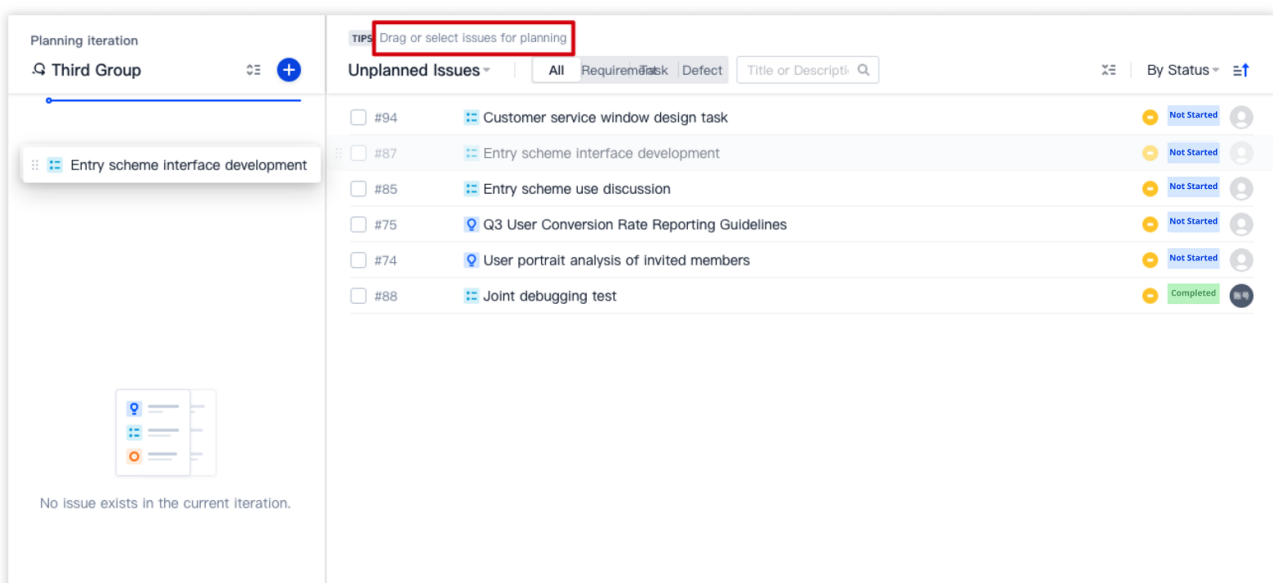 Planning iteration
Third Group
Entry scheme interface development
No issue exists in the current iteration.
TIPS Drag or select issues for planning
Unplanned Issues
All Requirement Task Defect Title or Descripti
By Status
#94 Customer service window design task Not Started
#87 Entry scheme interface development Not Started
#85 Entry scheme use discussion Not Started
#75 Q3 User Conversion Rate Reporting Guidelines Not Started
#74 User portrait analysis of invited members Not Started
#88 Joint debugging test Completed